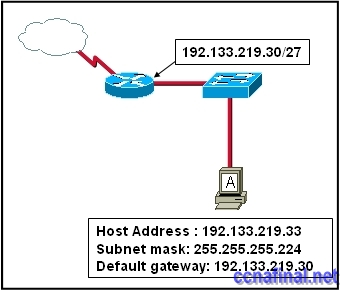 192.133.219.30/27
A
Host Address : 192.133.219.33
Subnet mask: 255.255.255.224
Default gateway: 192.133.219.30
ccnafinal.net